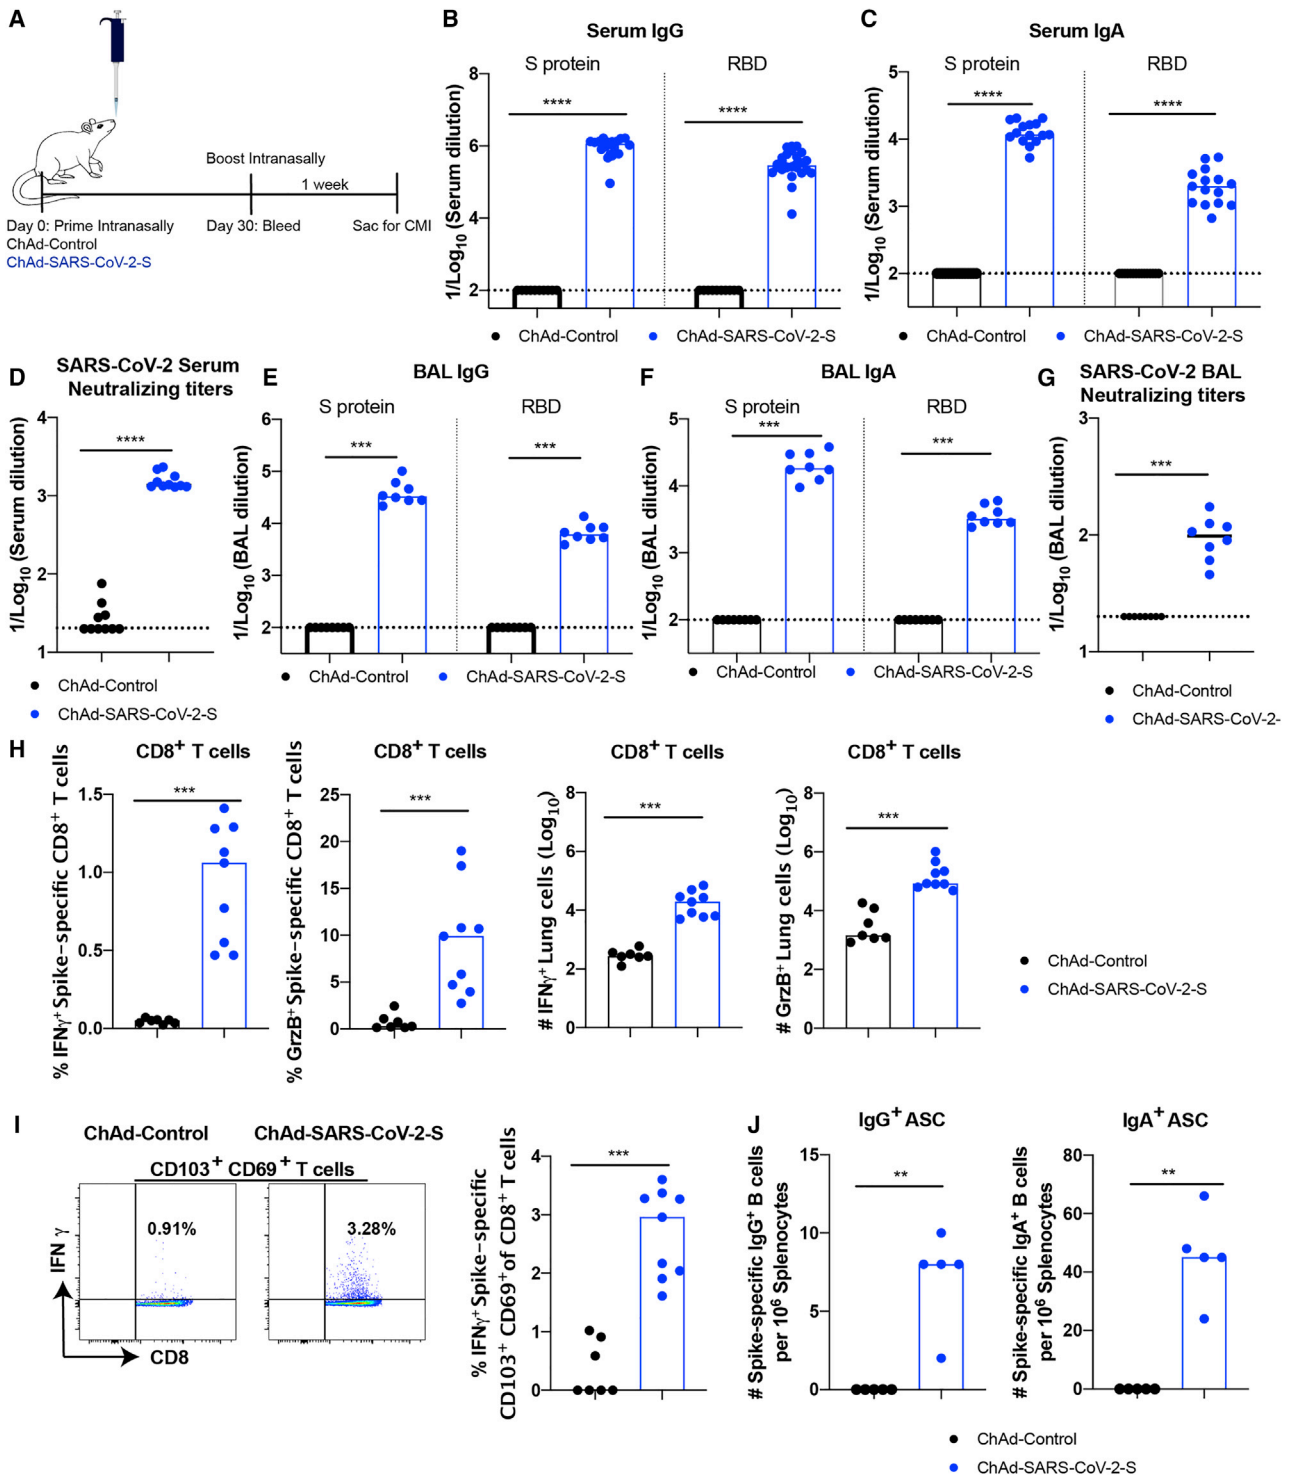 A
Boost Intranasally
1 week
Day 0: Prime Intranasally
Day 30: Bleed
Sac for CMI
ChAd-Control
ChAd-SARS-CoV-2-S
B
Serum IgG
S protein
RBD
****
****
1/Log10 (Serum dilution)
8
6
4
2
ChAd-Control
ChAd-SARS-CoV-2-S
C
Serum IgA
S protein
RBD
****
****
1/Log10 (Serum dilution)
5
4
3
2
ChAd-Control
ChAd-SARS-CoV-2-S
D
SARS-CoV-2 Serum
Neutralizing titers
****
1/Log10 (Serum dilution)
4
3
2
1
ChAd-Control
ChAd-SARS-CoV-2-S
E
BAL IgG
S protein
RBD
***
***
1/Log10 (BAL dilution)
6
5
4
3
2
ChAd-Control
ChAd-SARS-CoV-2-S
F
BAL IgA
S protein
RBD
***
***
1/Log10 (BAL dilution)
5
4
3
2
ChAd-Control
ChAd-SARS-CoV-2-S
G
SARS-CoV-2 BAL
Neutralizing titers
***
1/Log10 (BAL dilution)
3
2
1
ChAd-Control
ChAd-SARS-CoV-2-
H
CD8+ T cells
***
% IFNγ+ Spike-specific CD8+ T cells
1.5
1.0
0.5
0.0
CD8+ T cells
***
% GrzB+ Spike-specific CD8+ T cells
25
20
15
10
5
0
CD8+ T cells
***
# IFNγ+ Lung cells (Log10)
8
6
4
2
0
CD8+ T cells
***
# GrzB+ Lung cells (Log10)
8
6
4
2
0
ChAd-Control
ChAd-SARS-CoV-2-S
I
ChAd-Control
ChAd-SARS-CoV-2-S
CD103+ CD69+ T cells
0.91%
3.28%
IFN γ
CD8
***
% IFNγ+ Spike-specific
CD103+ CD69+ of CD8+ T cells
4
3
2
1
0
J
IgG+ ASC
**
# Spike-specific IgG+ B cells
per 106 Splenocytes
15
10
5
0
IgA+ ASC
**
# Spike-specific IgA+ B cells
per 106 Splenocytes
80
60
40
20
0
ChAd-Control
ChAd-SARS-CoV-2-S